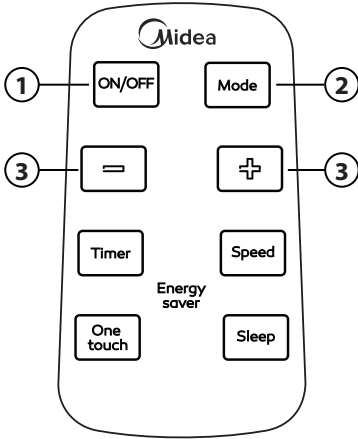 Midea
1 ON/OFF Mode 2
3 - + 3
Timer Speed
Energy
saver
One
touch
Sleep